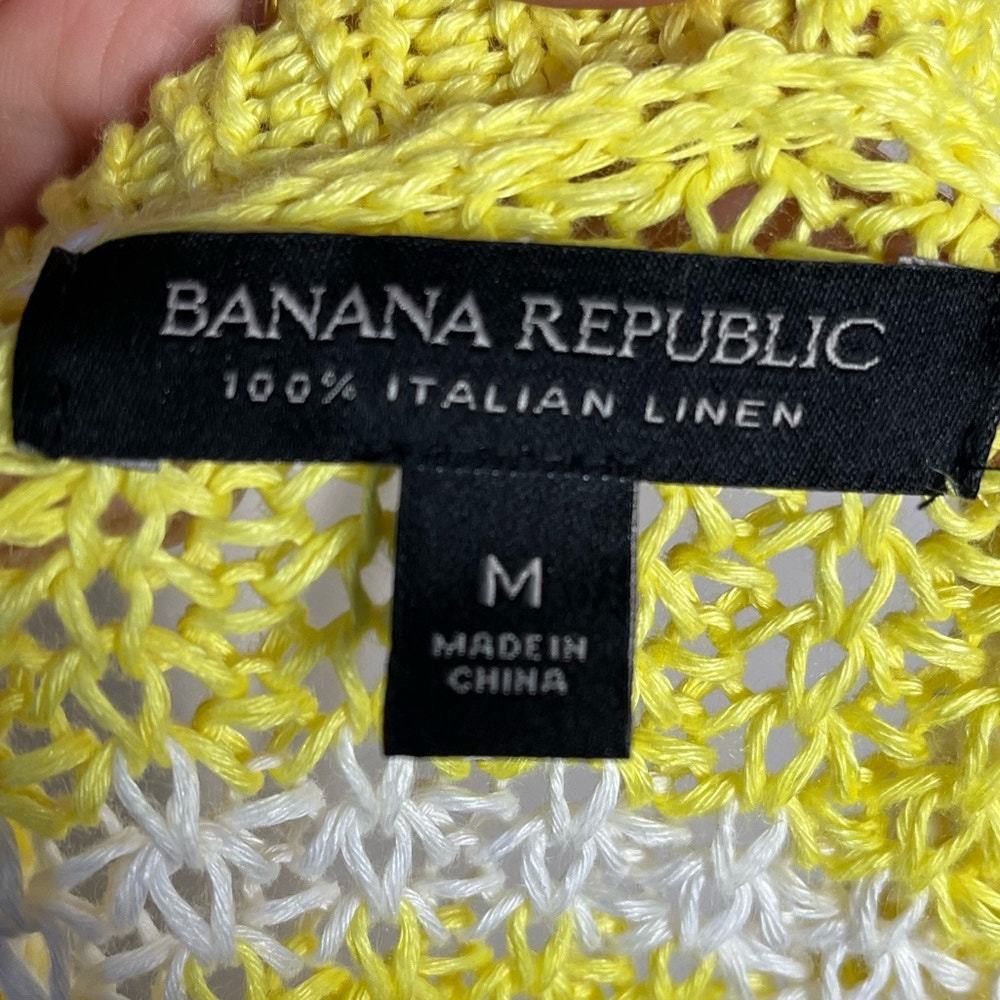 BANANA REPUBLIC
100% ITALIAN LINEN
M
MADE IN
CHINA